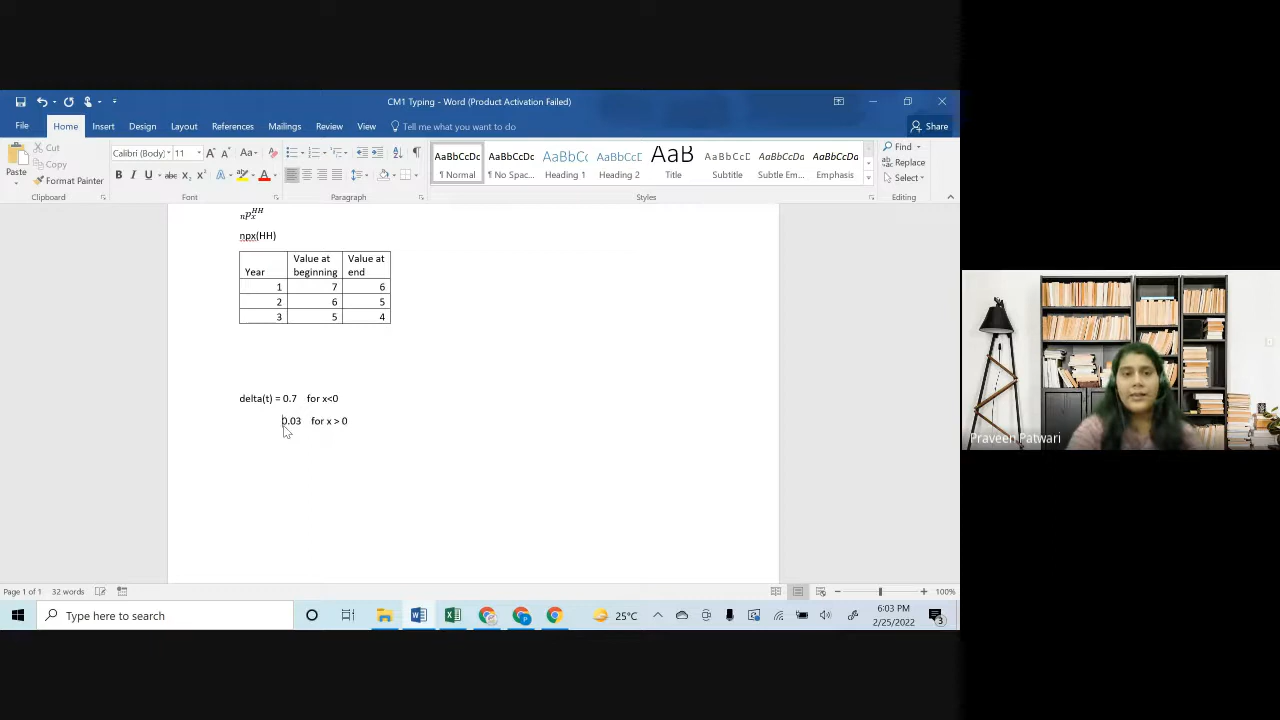 CM1 Typing - Word (Product Activation Failed)
File Home Insert Design Layout References Mailings Review View Tell me what you want to do Share
Cut
Copy
Paste
Format Painter
Clipboard
Calibri (Body) 11
Font
Paragraph
AaBbCcDc AaBbCcDc AaBbCc AaBbCcE AaB AaBbCcD AaBbCcDa AaBbCcDa
¶ Normal ¶ No Spac... Heading 1 Heading 2 Title Subtitle Subtle Em... Emphasis
Styles
Find
Replace
Select
Editing
nPxHH
npx(HH)
Year Value at beginning Value at end
1 7 6
2 6 5
3 5 4
delta(t) = 0.7 for x<0
0.03 for x > 0
Praveen Patwari
Page 1 of 1 32 words 100%
Type here to search 25°C 6:03 PM
2/25/2022 3